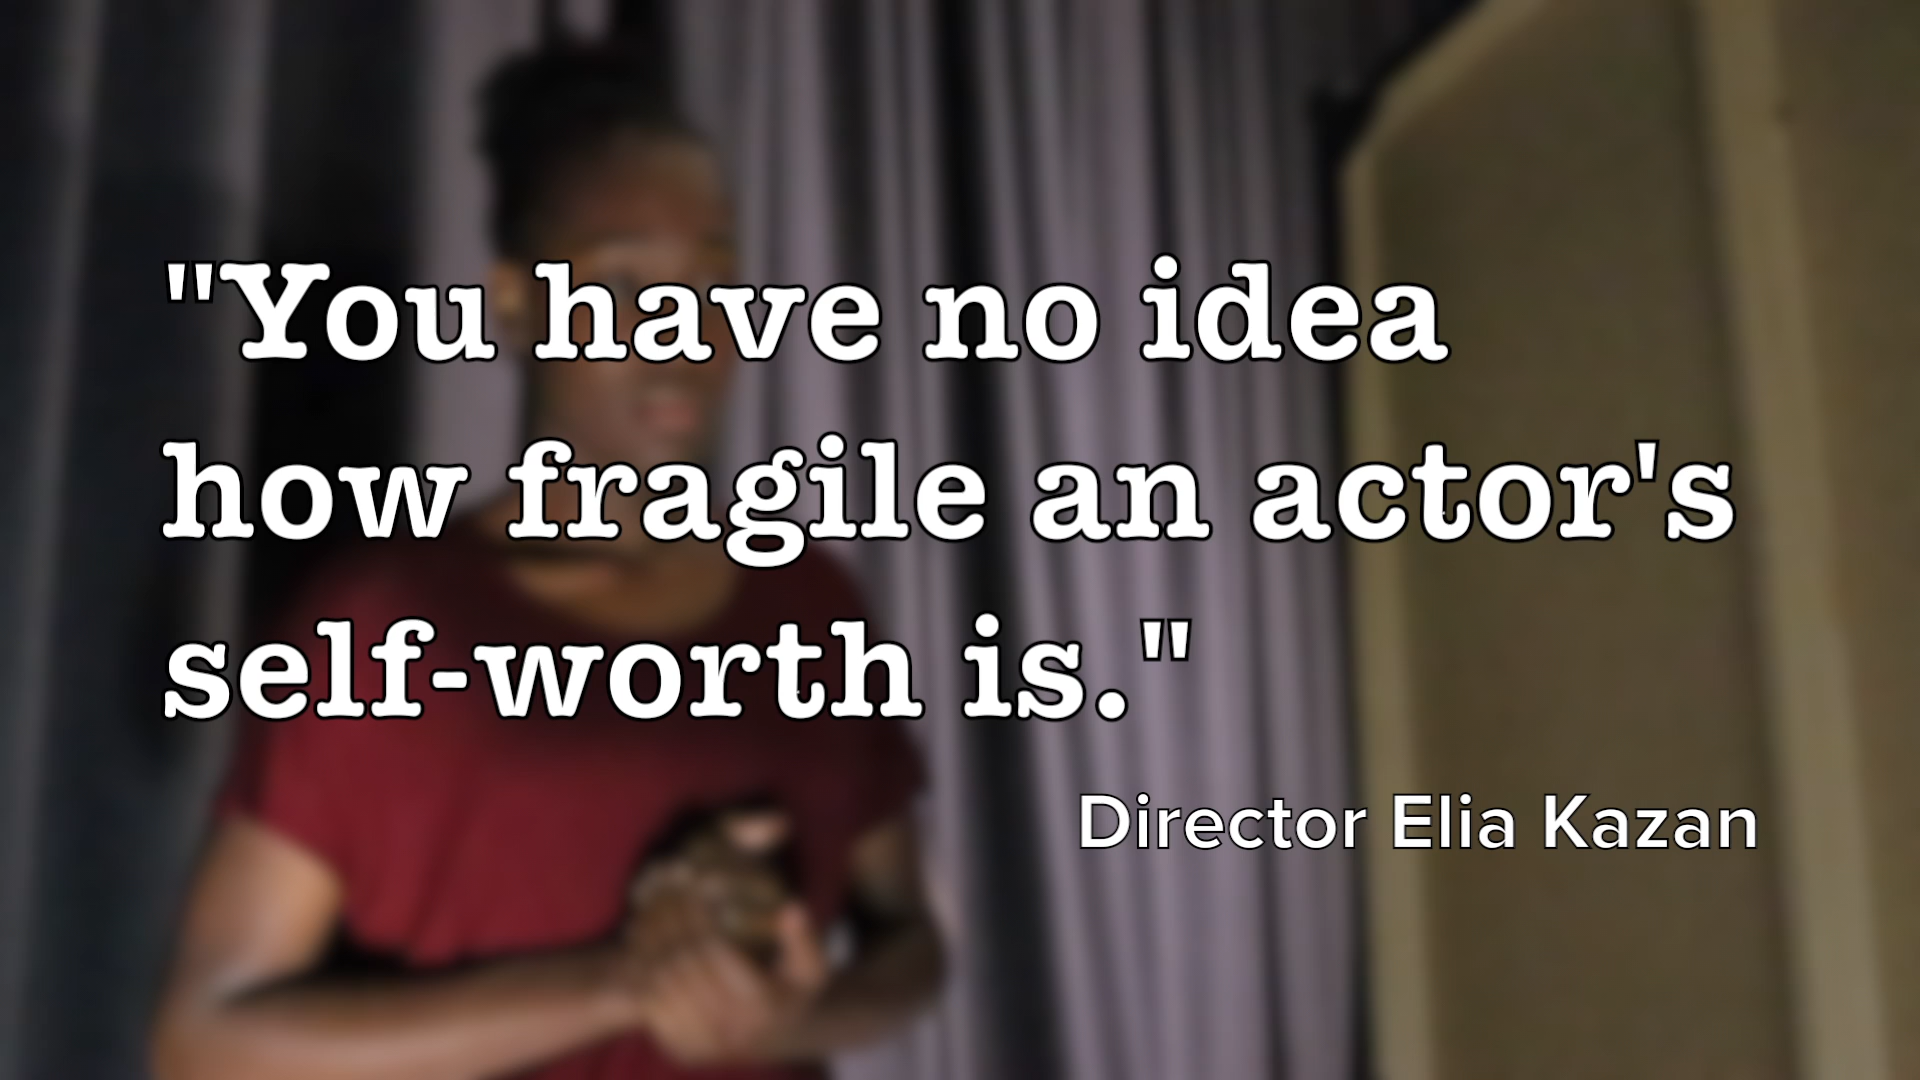 "You have no idea
how fragile an actor's
self-worth is."
Director Elia Kazan